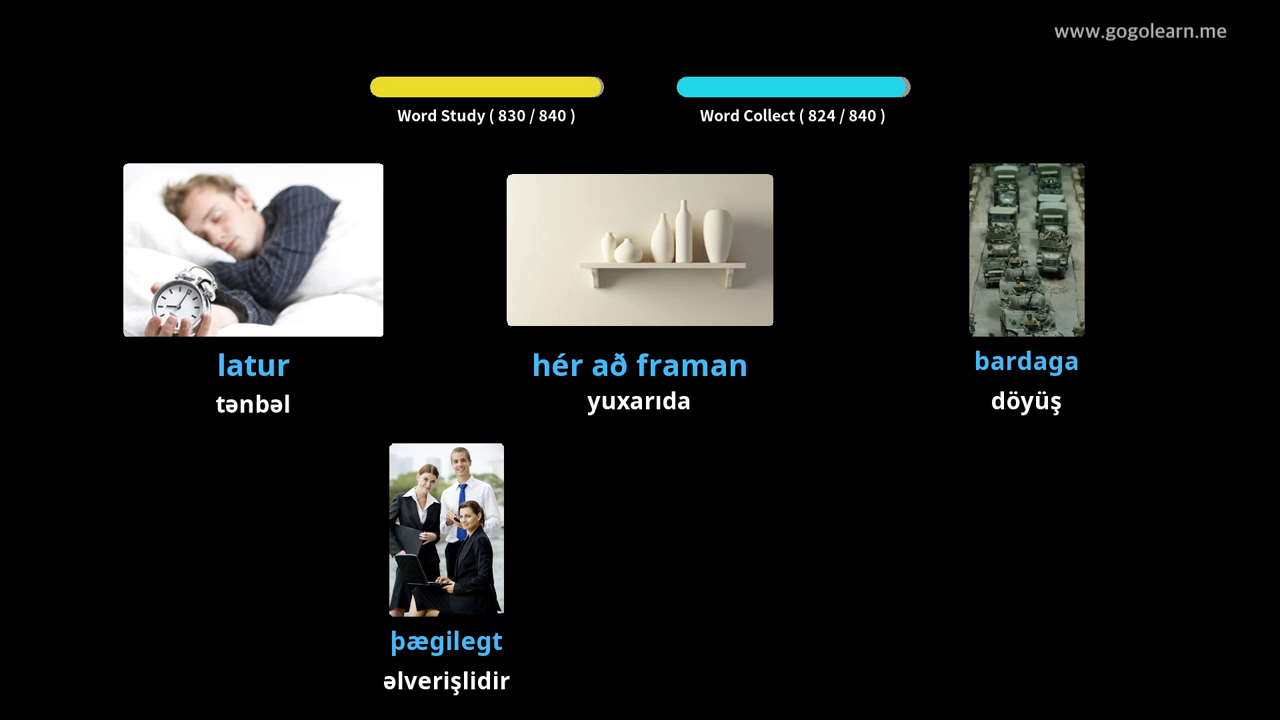 www.gogolearn.me
Word Study ( 830 / 840 )
Word Collect ( 824 / 840 )
latur
tənbəl
hér að framan
yuxarıda
bardaga
döyüş
þægilegt
əlverişlidir